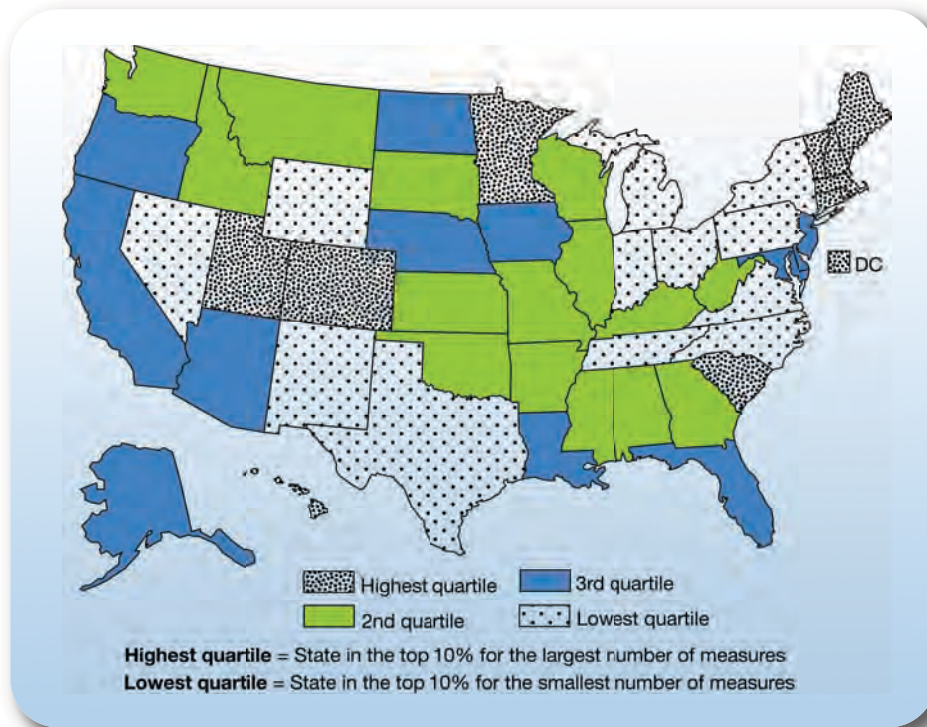 DC
Highest quartile
3rd quartile
2nd quartile
Lowest quartile
Highest quartile = State in the top 10% for the largest number of measures
Lowest quartile = State in the top 10% for the smallest number of measures